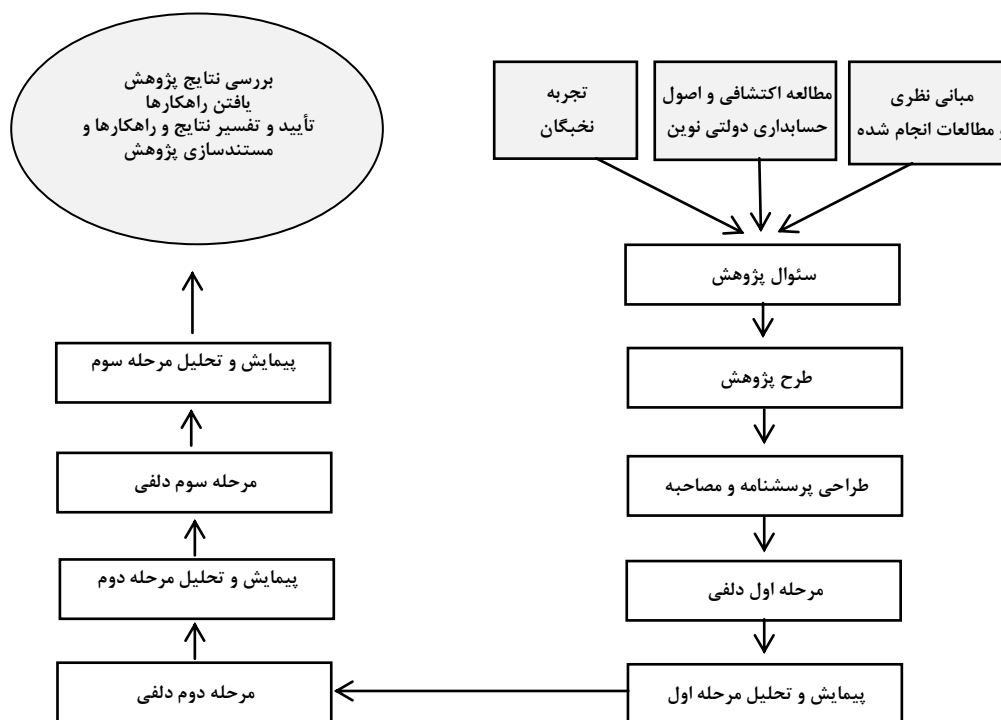 مبانی نظری
و مطالعات انجام شده
مطالعه اکتشافی و اصول
حسابداری دولتی نوین
تجربه
نخبگان
سئوال پژوهش
طرح پژوهش
طراحی پرسشنامه و مصاحبه
مرحله اول دلفی
پیمایش و تحلیل مرحله اول
مرحله دوم دلفی
پیمایش و تحلیل مرحله دوم
مرحله سوم دلفی
پیمایش و تحلیل مرحله سوم
بررسی نتایج پژوهش
یافتن راهکارها
تأیید و تفسیر نتایج و راهکارها و
مستندسازی پژوهش